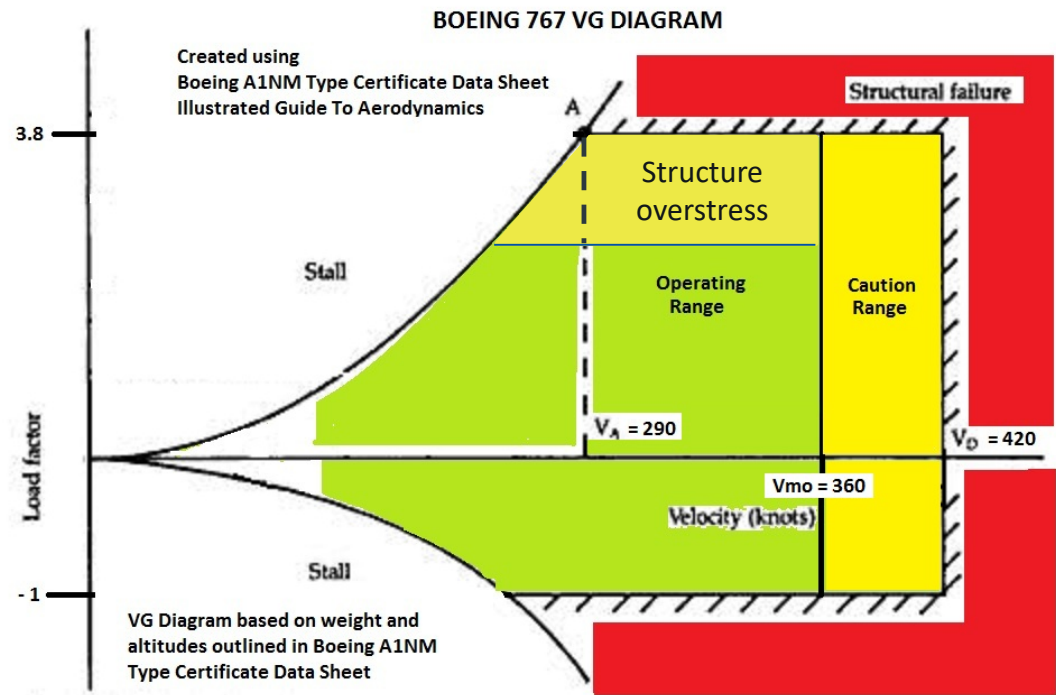 BOEING 767 VG DIAGRAM
Created using
Boeing A1NM Type Certificate Data Sheet
Illustrated Guide To Aerodynamics
Structural failure
A
3.8
Structure
overstress
Stall
Operating
Range
Caution
Range
Load factor
VA = 290
VD = 420
Vmo = 360
Velocity (knots)
Stall
- 1
VG Diagram based on weight and
altitudes outlined in Boeing A1NM
Type Certificate Data Sheet